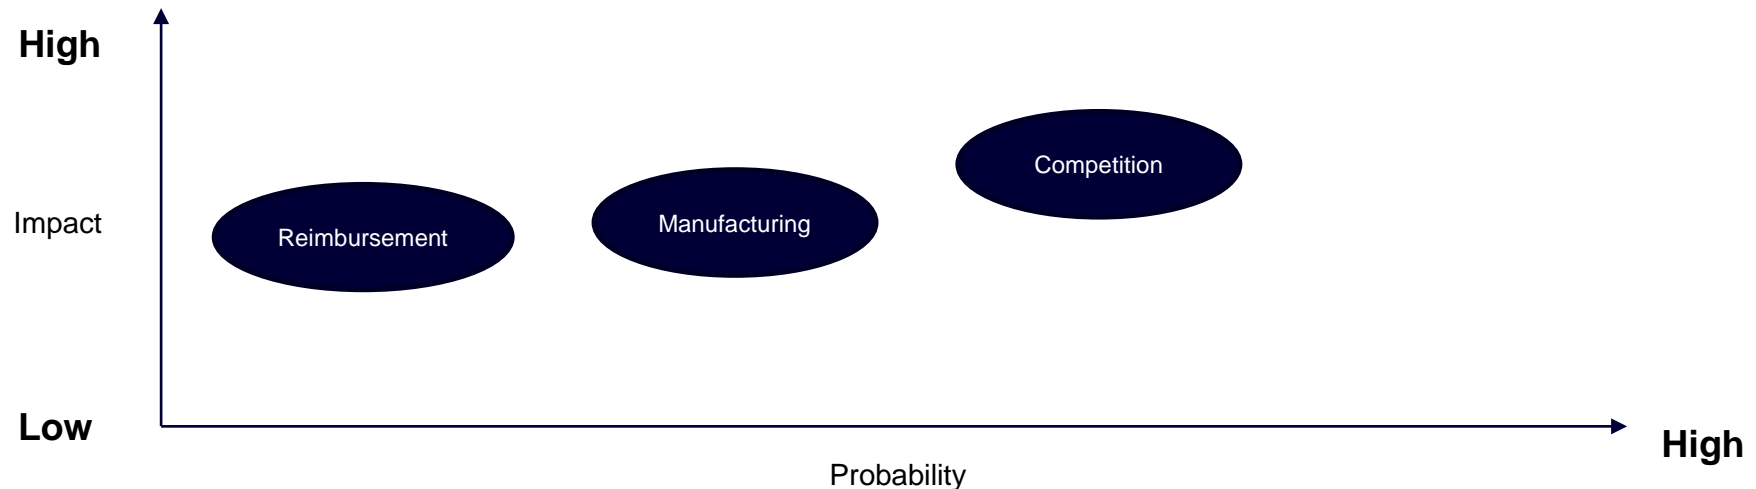 High
Competition
Impact
Reimbursement
Manufacturing
Low
High
Probability